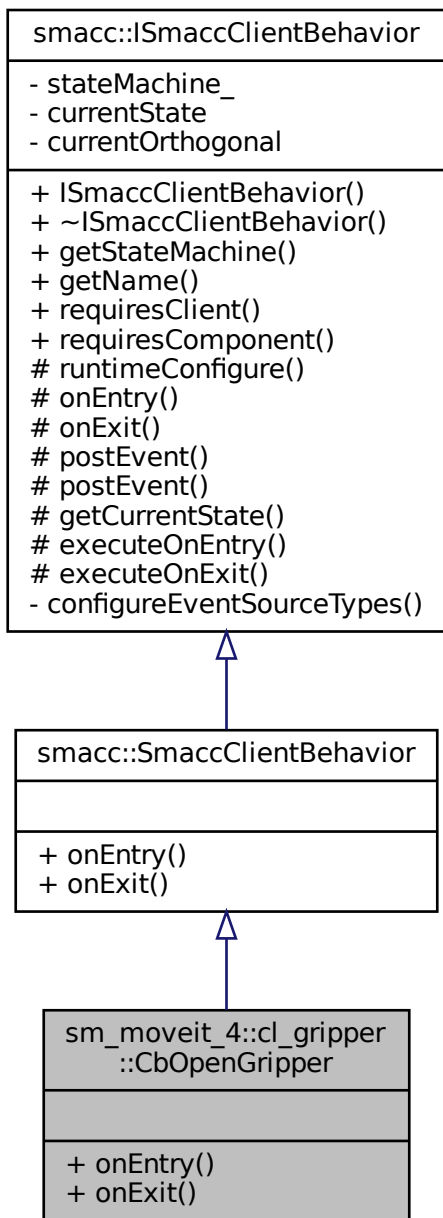 smacc::ISmaccClientBehavior
- stateMachine_
- currentState
- currentOrthogonal
+ ISmaccClientBehavior()
+ ~ISmaccClientBehavior()
+ getStateMachine()
+ getName()
+ requiresClient()
+ requiresComponent()
# runtimeConfigure()
# onEntry()
# onExit()
# postEvent()
# postEvent()
# getCurrentState()
# executeOnEntry()
# executeOnExit()
- configureEventSourceTypes()
smacc::SmaccClientBehavior
+ onEntry()
+ onExit()
sm_moveit_4::cl_gripper
::CbOpenGripper
+ onEntry()
+ onExit()